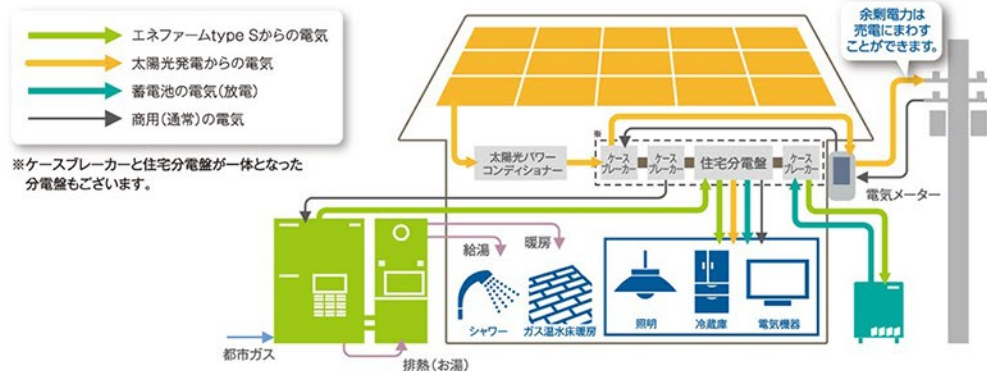 エネファームtype Sからの電気
太陽光発電からの電気
蓄電池の電気(放電)
商用(通常)の電気
※ケースブレーカーと住宅分電盤が一体となった
分電盤もございます。
余剰電力は
売電にまわす
ことができます。
※
太陽光パワー
コンディショナー
ケース
ブレーカー
ケース
ブレーカー
住宅分電盤
ケース
ブレーカー
電気メーター
給湯
暖房
シャワー
ガス温水床暖房
照明
冷蔵庫
電気機器
都市ガス
排熱(お湯)